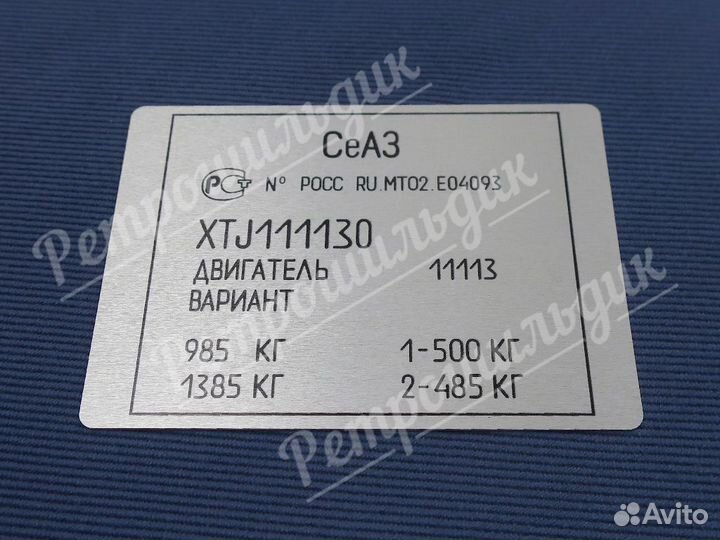 СеАЗ
РСТ № РОСС RU.МТ02.Е04093
XTJ111130
ДВИГАТЕЛЬ 11113
ВАРИАНТ
985 КГ 1-500 КГ
1385 КГ 2-485 КГ
Ретрошильдик
Ретрошильдик
Ретрошильдик
Ретрошильдик
Avito